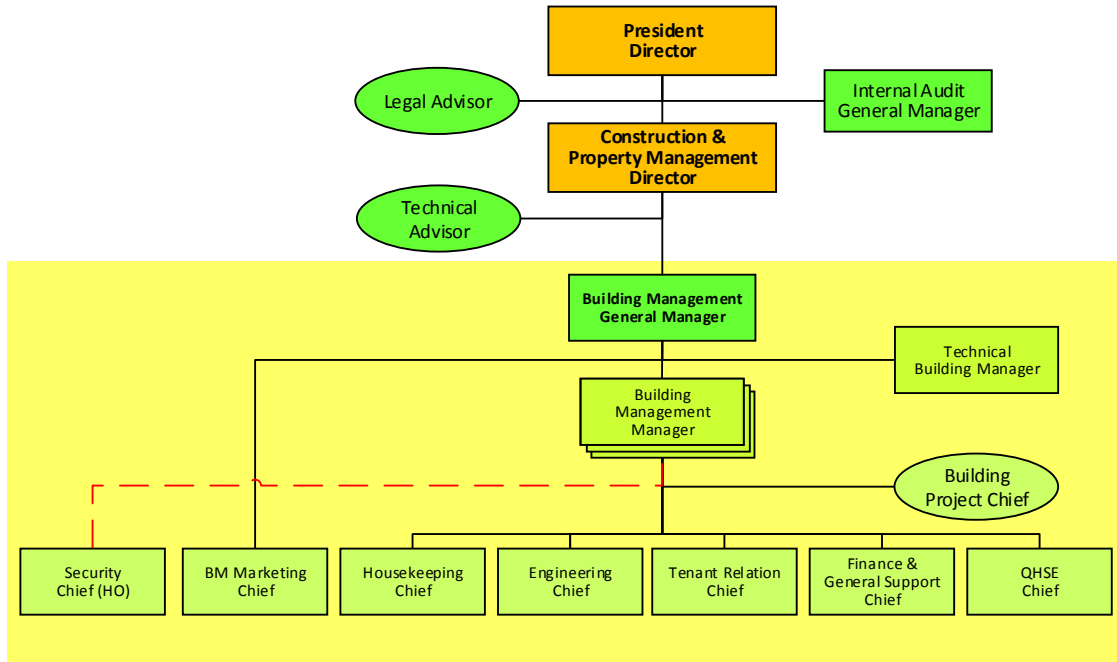 President
Director
Legal Advisor
Internal Audit
General Manager
Construction &
Property Management
Director
Technical
Advisor
Building Management
General Manager
Technical
Building Manager
Building
Management
Manager
Building
Project Chief
Security
Chief (HO)
BM Marketing
Chief
Housekeeping
Chief
Engineering
Chief
Tenant Relation
Chief
Finance &
General Support
Chief
QHSE
Chief